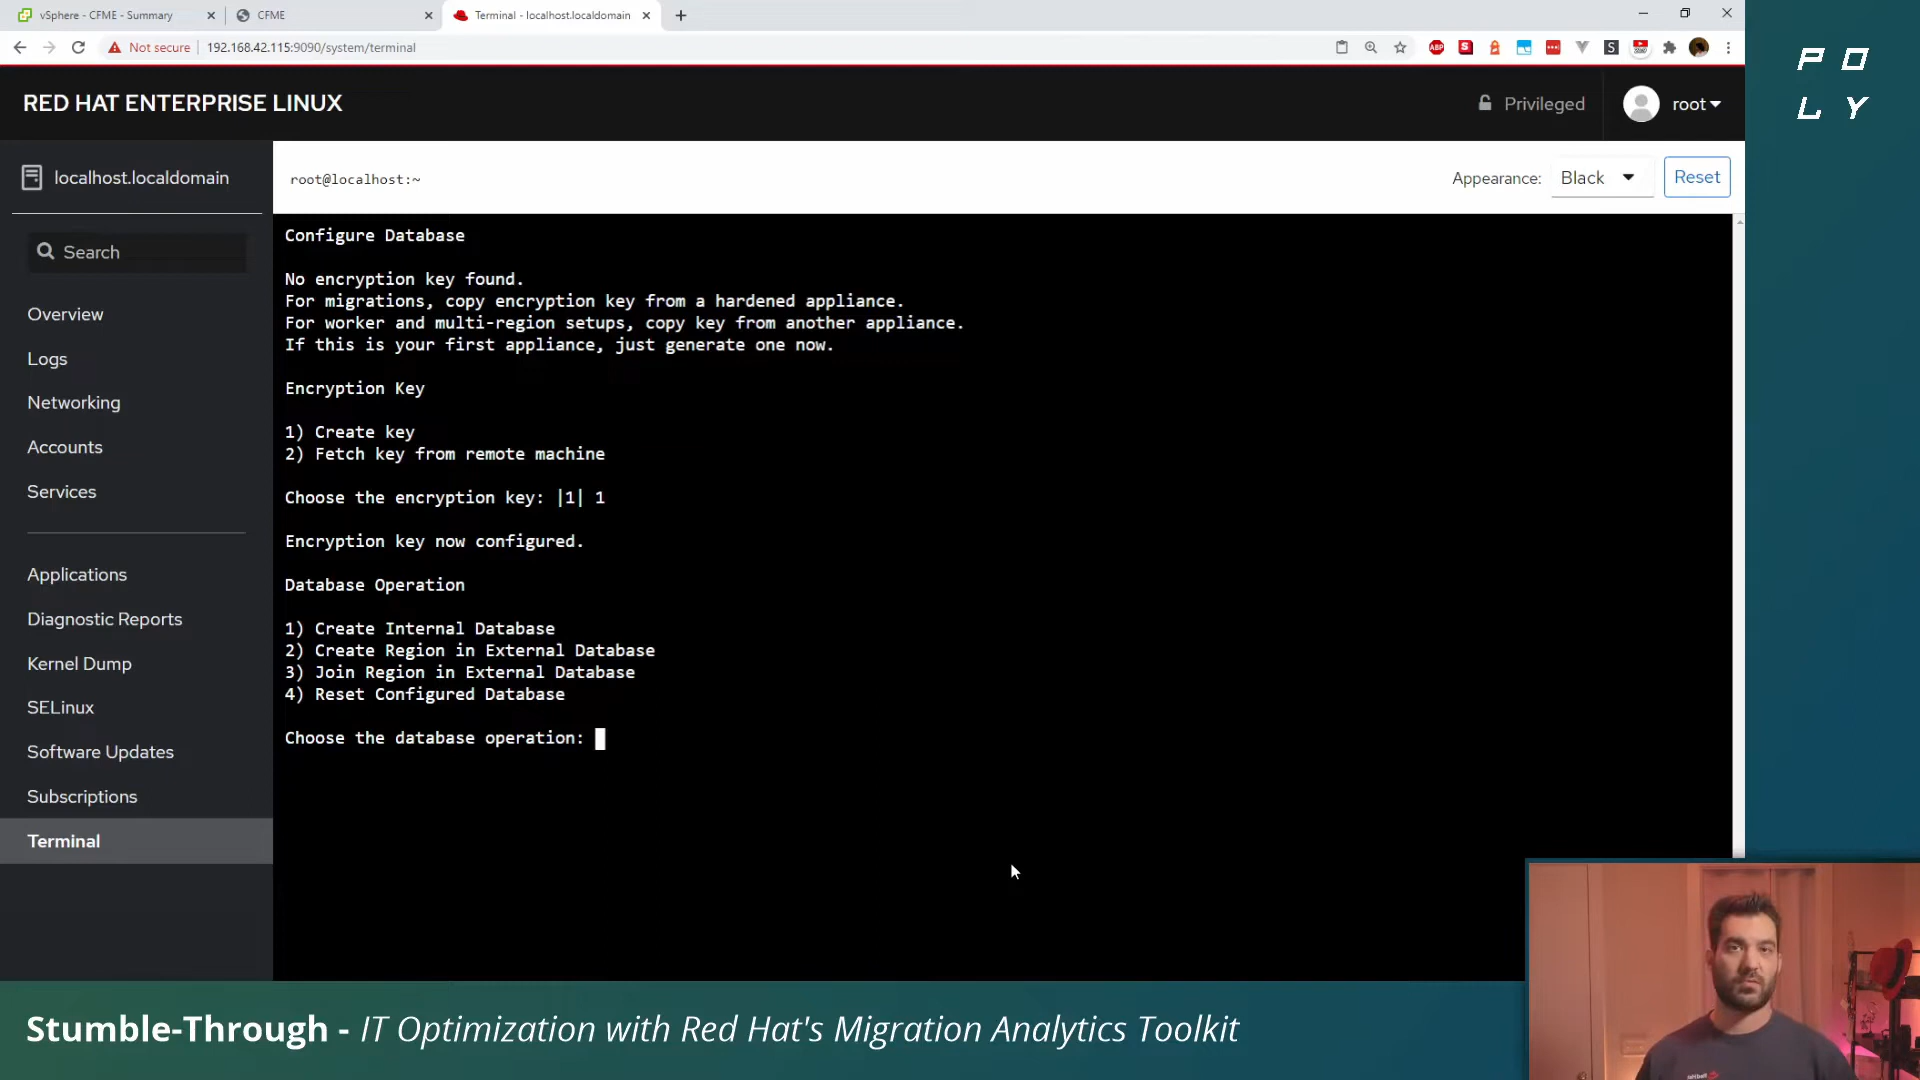 vSphere - CFME - Summary
CFME
Terminal - localhost.localdomain
Not secure
192.168.42.115:9090/system/terminal
PO
LY
RED HAT ENTERPRISE LINUX
Privileged
root
localhost.localdomain
root@localhost:~
Appearance:
Black
Reset
Search
Overview
Logs
Networking
Accounts
Services
Applications
Diagnostic Reports
Kernel Dump
SELinux
Software Updates
Subscriptions
Terminal
Configure Database
No encryption key found.
For migrations, copy encryption key from a hardened appliance.
For worker and multi-region setups, copy key from another appliance.
If this is your first appliance, just generate one now.
Encryption Key
1) Create key
2) Fetch key from remote machine
Choose the encryption key: |1| 1
Encryption key now configured.
Database Operation
1) Create Internal Database
2) Create Region in External Database
3) Join Region in External Database
4) Reset Configured Database
Choose the database operation:
Stumble-Through - IT Optimization with Red Hat's Migration Analytics Toolkit